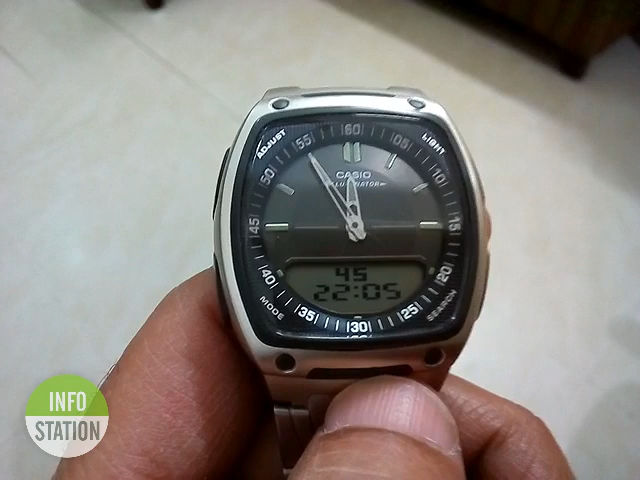 ADJUST
LIGHT
60
05
10
15
20
25
30
35
40
45
50
55
CASIO
ILLUMINATOR
45
22:05
MODE
SEARCH
INFO
STATION